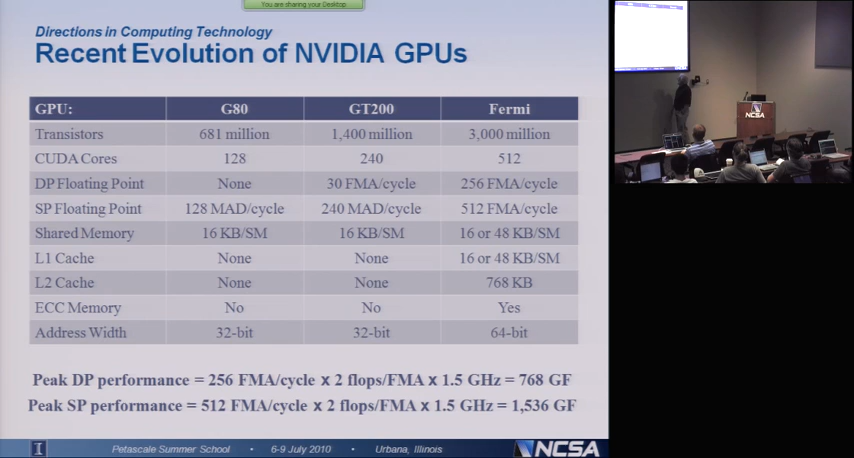 You are sharing your Desktop
Directions in Computing Technology
Recent Evolution of NVIDIA GPUs
GPU: G80 GT200 Fermi
Transistors 681 million 1,400 million 3,000 million
CUDA Cores 128 240 512
DP Floating Point None 30 FMA/cycle 256 FMA/cycle
SP Floating Point 128 MAD/cycle 240 MAD/cycle 512 FMA/cycle
Shared Memory 16 KB/SM 16 KB/SM 16 or 48 KB/SM
L1 Cache None None 16 or 48 KB/SM
L2 Cache None None 768 KB
ECC Memory No No Yes
Address Width 32-bit 32-bit 64-bit
Peak DP performance = 256 FMA/cycle x 2 flops/FMA x 1.5 GHz = 768 GF
Peak SP performance = 512 FMA/cycle x 2 flops/FMA x 1.5 GHz = 1,536 GF
I Petascale Summer School • 6-9 July 2010 • Urbana, Illinois NCSA
NCSA